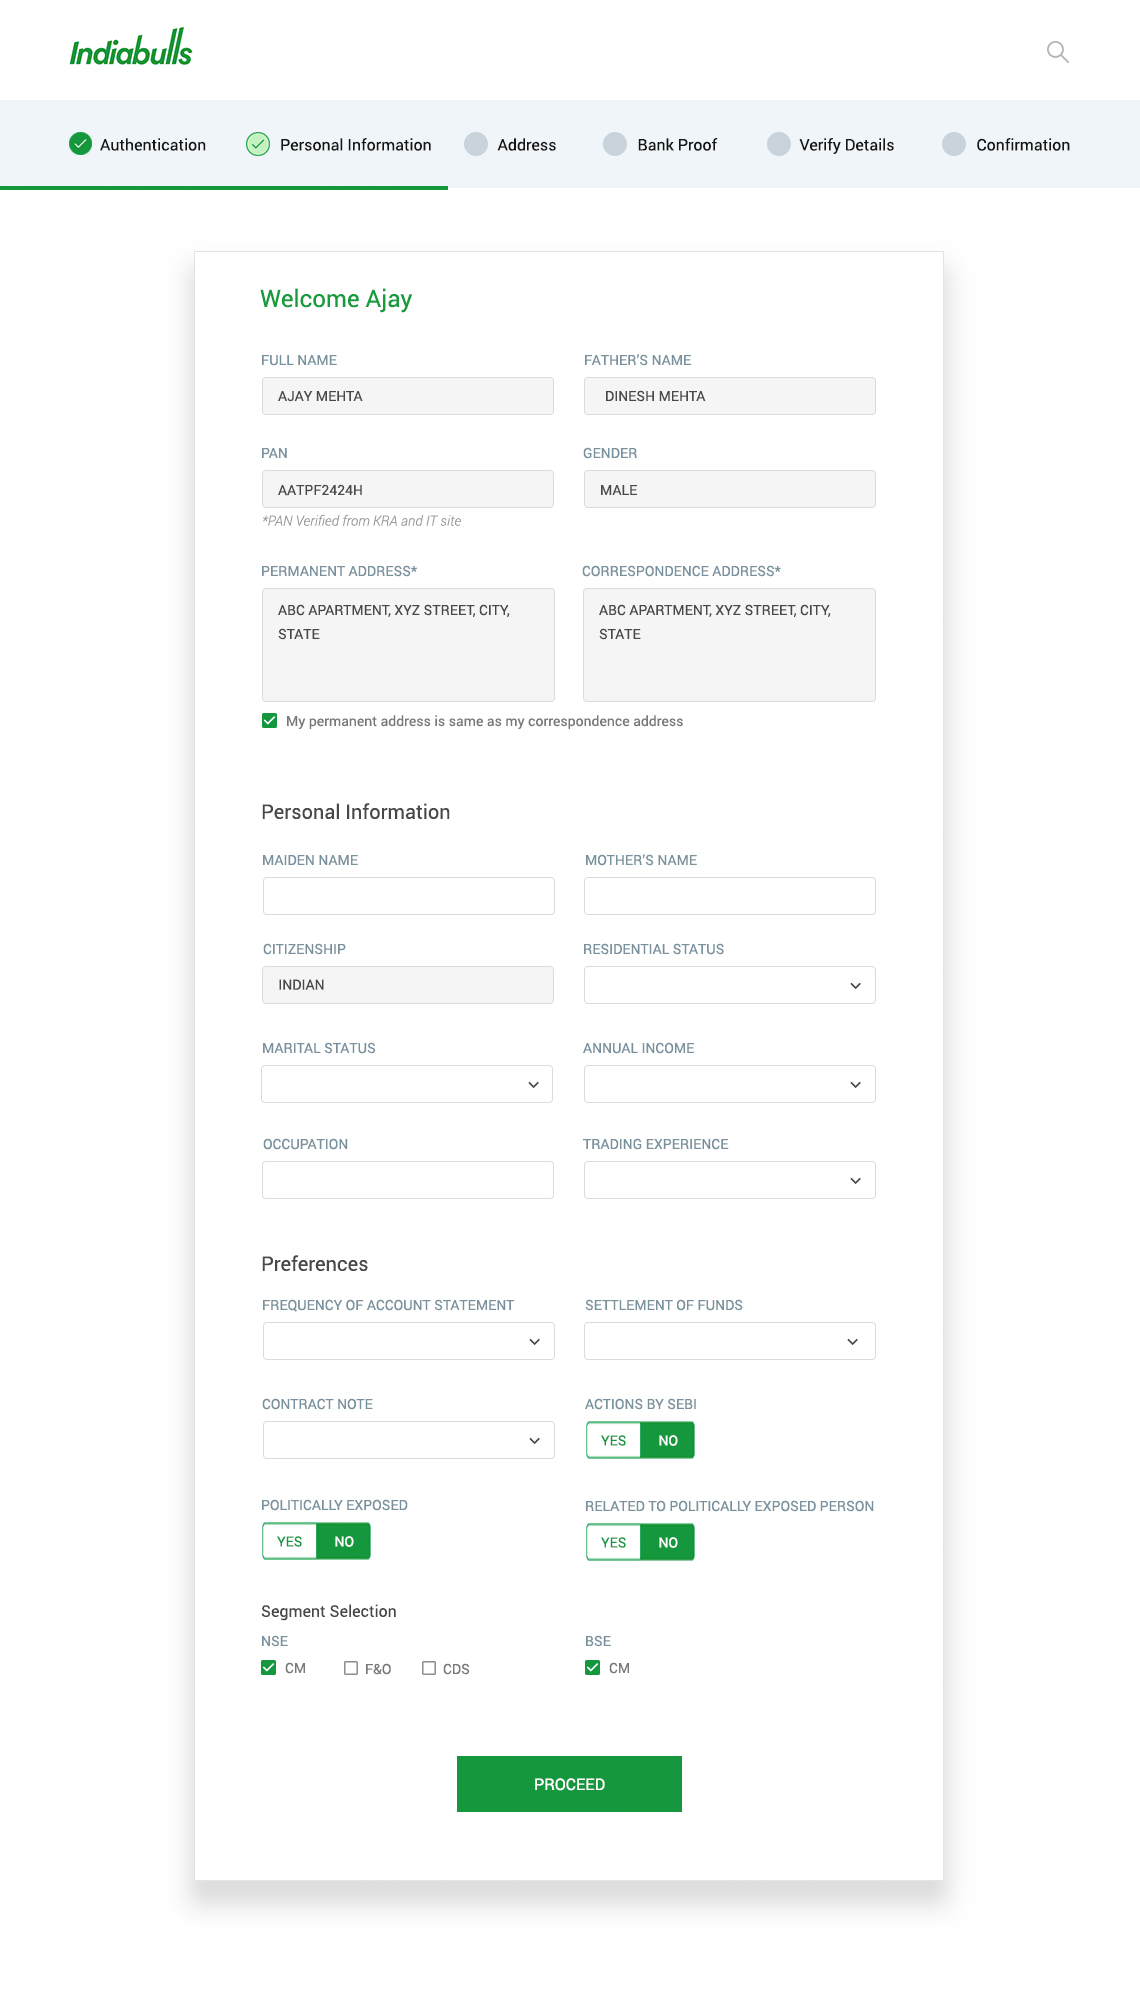 Indiabulls
Authentication Personal Information Address Bank Proof Verify Details Confirmation
Welcome Ajay
FULL NAME FATHER'S NAME
AJAY MEHTA DINESH MEHTA
PAN GENDER
AATPF2424H MALE
*PAN Verified from KRA and IT site
PERMANENT ADDRESS* CORRESPONDENCE ADDRESS*
ABC APARTMENT, XYZ STREET, CITY, ABC APARTMENT, XYZ STREET, CITY,
STATE STATE
My permanent address is same as my correspondence address
Personal Information
MAIDEN NAME MOTHER'S NAME
CITIZENSHIP RESIDENTIAL STATUS
INDIAN
MARITAL STATUS ANNUAL INCOME
OCCUPATION TRADING EXPERIENCE
Preferences
FREQUENCY OF ACCOUNT STATEMENT SETTLEMENT OF FUNDS
CONTRACT NOTE ACTIONS BY SEBI
YES NO
POLITICALLY EXPOSED RELATED TO POLITICALLY EXPOSED PERSON
YES NO YES NO
Segment Selection
NSE BSE
CM F&O CDS CM
PROCEED